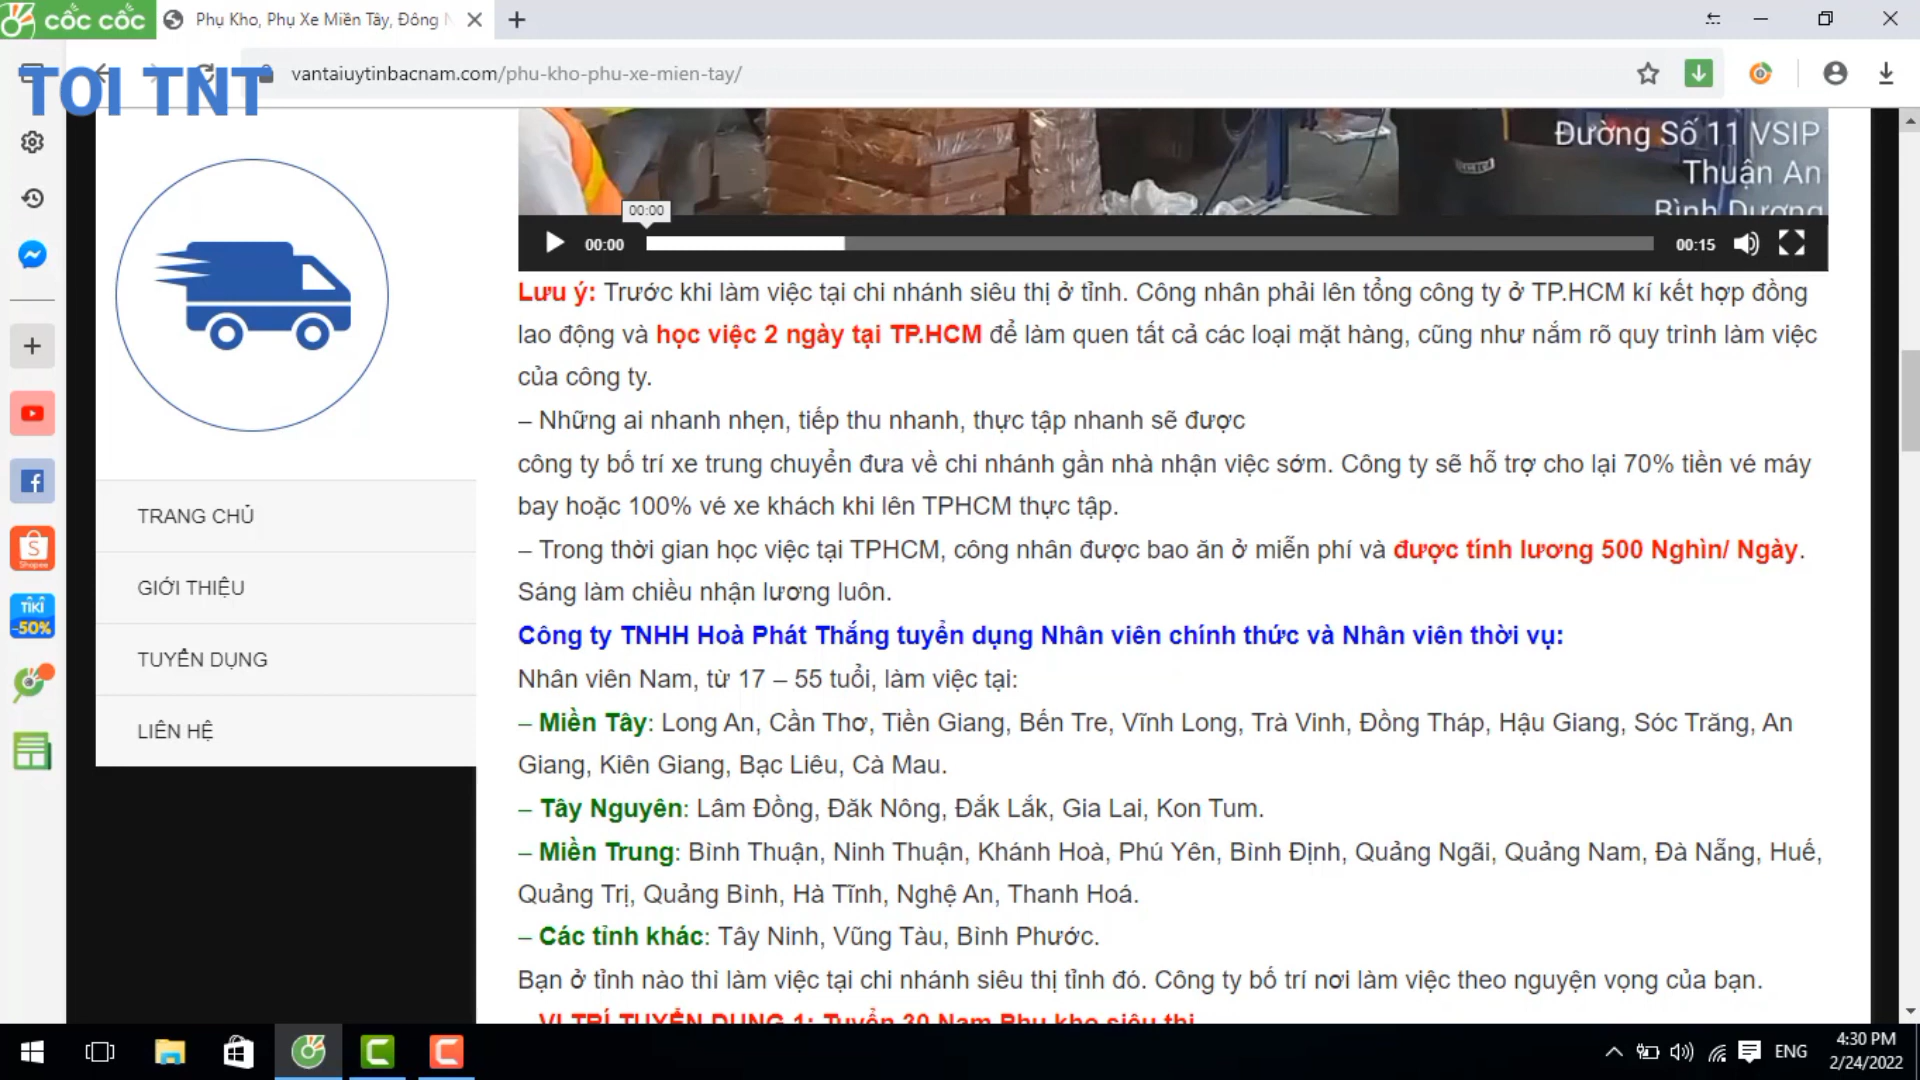 cốc cốc
Phụ Kho, Phụ Xe Miền Tây, Đông N
TOI TNT
vantaiuytinbacnam.com/phu-kho-phu-xe-mien-tay/
Đường Số 11 VSIP
Thuận An
Bình Dương
00:00
00:00
00:15
Lưu ý: Trước khi làm việc tại chi nhánh siêu thị ở tỉnh. Công nhân phải lên tổng công ty ở TP.HCM kí kết hợp đồng
lao động và học việc 2 ngày tại TP.HCM để làm quen tất cả các loại mặt hàng, cũng như nắm rõ quy trình làm việc
của công ty.
– Những ai nhanh nhẹn, tiếp thu nhanh, thực tập nhanh sẽ được
công ty bố trí xe trung chuyển đưa về chi nhánh gần nhà nhận việc sớm. Công ty sẽ hỗ trợ cho lại 70% tiền vé máy
bay hoặc 100% vé xe khách khi lên TPHCM thực tập.
– Trong thời gian học việc tại TPHCM, công nhân được bao ăn ở miễn phí và được tính lương 500 Nghìn/ Ngày.
Sáng làm chiều nhận lương luôn.
Công ty TNHH Hoà Phát Thắng tuyển dụng Nhân viên chính thức và Nhân viên thời vụ:
Nhân viên Nam, từ 17 – 55 tuổi, làm việc tại:
– Miền Tây: Long An, Cần Thơ, Tiền Giang, Bến Tre, Vĩnh Long, Trà Vinh, Đồng Tháp, Hậu Giang, Sóc Trăng, An
Giang, Kiên Giang, Bạc Liêu, Cà Mau.
– Tây Nguyên: Lâm Đồng, Đăk Nông, Đắk Lắk, Gia Lai, Kon Tum.
– Miền Trung: Bình Thuận, Ninh Thuận, Khánh Hoà, Phú Yên, Bình Định, Quảng Ngãi, Quảng Nam, Đà Nẵng, Huế,
Quảng Trị, Quảng Bình, Hà Tĩnh, Nghệ An, Thanh Hoá.
– Các tỉnh khác: Tây Ninh, Vũng Tàu, Bình Phước.
Bạn ở tỉnh nào thì làm việc tại chi nhánh siêu thị tỉnh đó. Công ty bố trí nơi làm việc theo nguyện vọng của bạn.
VỊ TRÍ TUYỂN DỤNG 1: Tuyển 30 Nam Phụ kho siêu thị
TRANG CHỦ
GIỚI THIỆU
TUYỂN DỤNG
LIÊN HỆ
Shopee
TIKI
-50%
ENG
4:30 PM
2/24/2022